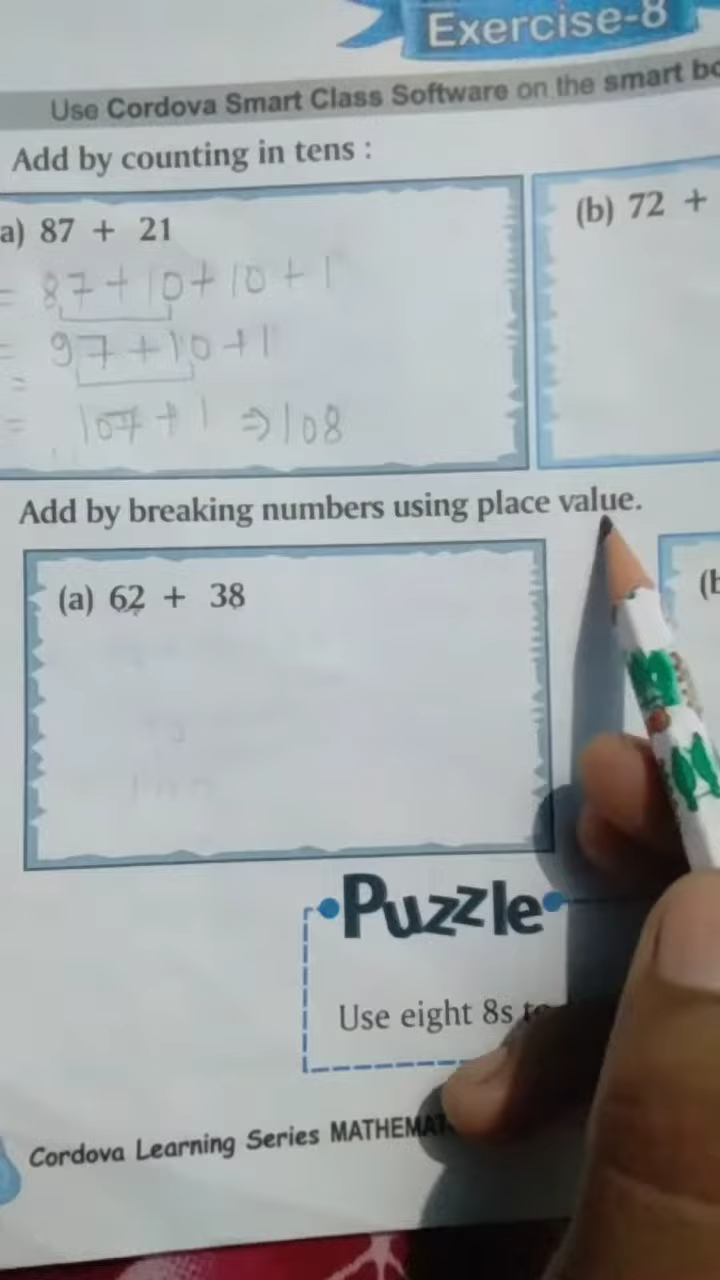 Exercise-8
Use Cordova Smart Class Software on the smart
Add by counting in tens :
a) 87 + 21
= 87+10+10+1
= 97+10+1
=
= 107+1 ⇒108
(b) 72 +
Add by breaking numbers using place value.
(a) 62 + 38
(b
Puzzle
Use eight 8s to
Cordova Learning Series MATHEMAT